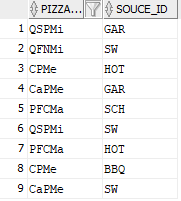 PIZZA... SOUCE_ID
1 QSPMi GAR
2 QFNMi SW
3 CPMe HOT
4 CaPMe GAR
5 PFCMa SCH
6 QSPMi SW
7 PFCMa HOT
8 CPMe BBQ
9 CaPMe SW